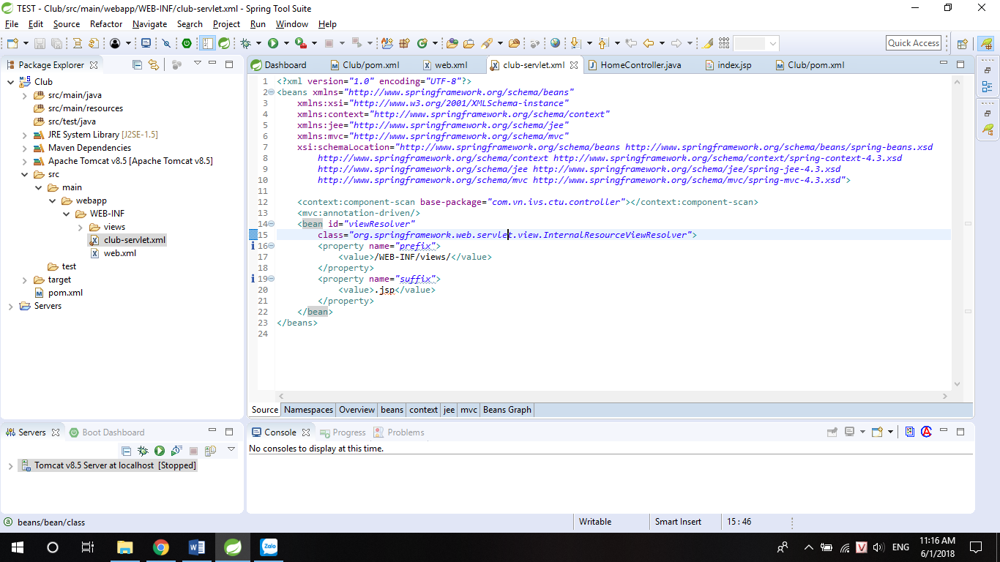 TEST - Club/src/main/webapp/WEB-INF/club-servlet.xml - Spring Tool Suite
File Edit Source Refactor Navigate Search Project Run Window Help
Quick Access
Package Explorer
Club
src/main/java
src/main/resources
src/test/java
JRE System Library [J2SE-1.5]
Maven Dependencies
Apache Tomcat v8.5 [Apache Tomcat v8.5]
src
main
webapp
WEB-INF
views
club-servlet.xml
web.xml
test
target
pom.xml
Servers
Dashboard Club/pom.xml web.xml club-servlet.xml HomeController.java index.jsp Club/pom.xml
1 <?xml version="1.0" encoding="UTF-8"?>
2 <beans xmlns="http://www.springframework.org/schema/beans"
3 xmlns:xsi="http://www.w3.org/2001/XMLSchema-instance"
4 xmlns:context="http://www.springframework.org/schema/context"
5 xmlns:jee="http://www.springframework.org/schema/jee"
6 xmlns:mvc="http://www.springframework.org/schema/mvc"
7 xsi:schemaLocation="http://www.springframework.org/schema/beans http://www.springframework.org/schema/beans/spring-beans.xsd
8 http://www.springframework.org/schema/context http://www.springframework.org/schema/context/spring-context-4.3.xsd
9 http://www.springframework.org/schema/jee http://www.springframework.org/schema/jee/spring-jee-4.3.xsd
10 http://www.springframework.org/schema/mvc http://www.springframework.org/schema/mvc/spring-mvc-4.3.xsd">
11
12 <context:component-scan base-package="com.vn.ivs.ctu.controller"></context:component-scan>
13 <mvc:annotation-driven/>
14 <bean id="viewResolver"
15 class="org.springframework.web.servlet.view.InternalResourceViewResolver">
16 <property name="prefix">
17 <value>/WEB-INF/views/</value>
18 </property>
19 <property name="suffix">
20 <value>.jsp</value>
21 </property>
22 </bean>
23 </beans>
24
Source Namespaces Overview beans context jee mvc Beans Graph
Servers Boot Dashboard
Tomcat v8.5 Server at localhost [Stopped]
Console Progress Problems
No consoles to display at this time.
beans/bean/class
Writable Smart Insert 15 : 46
Zalo
ENG
11:16 AM
6/1/2018